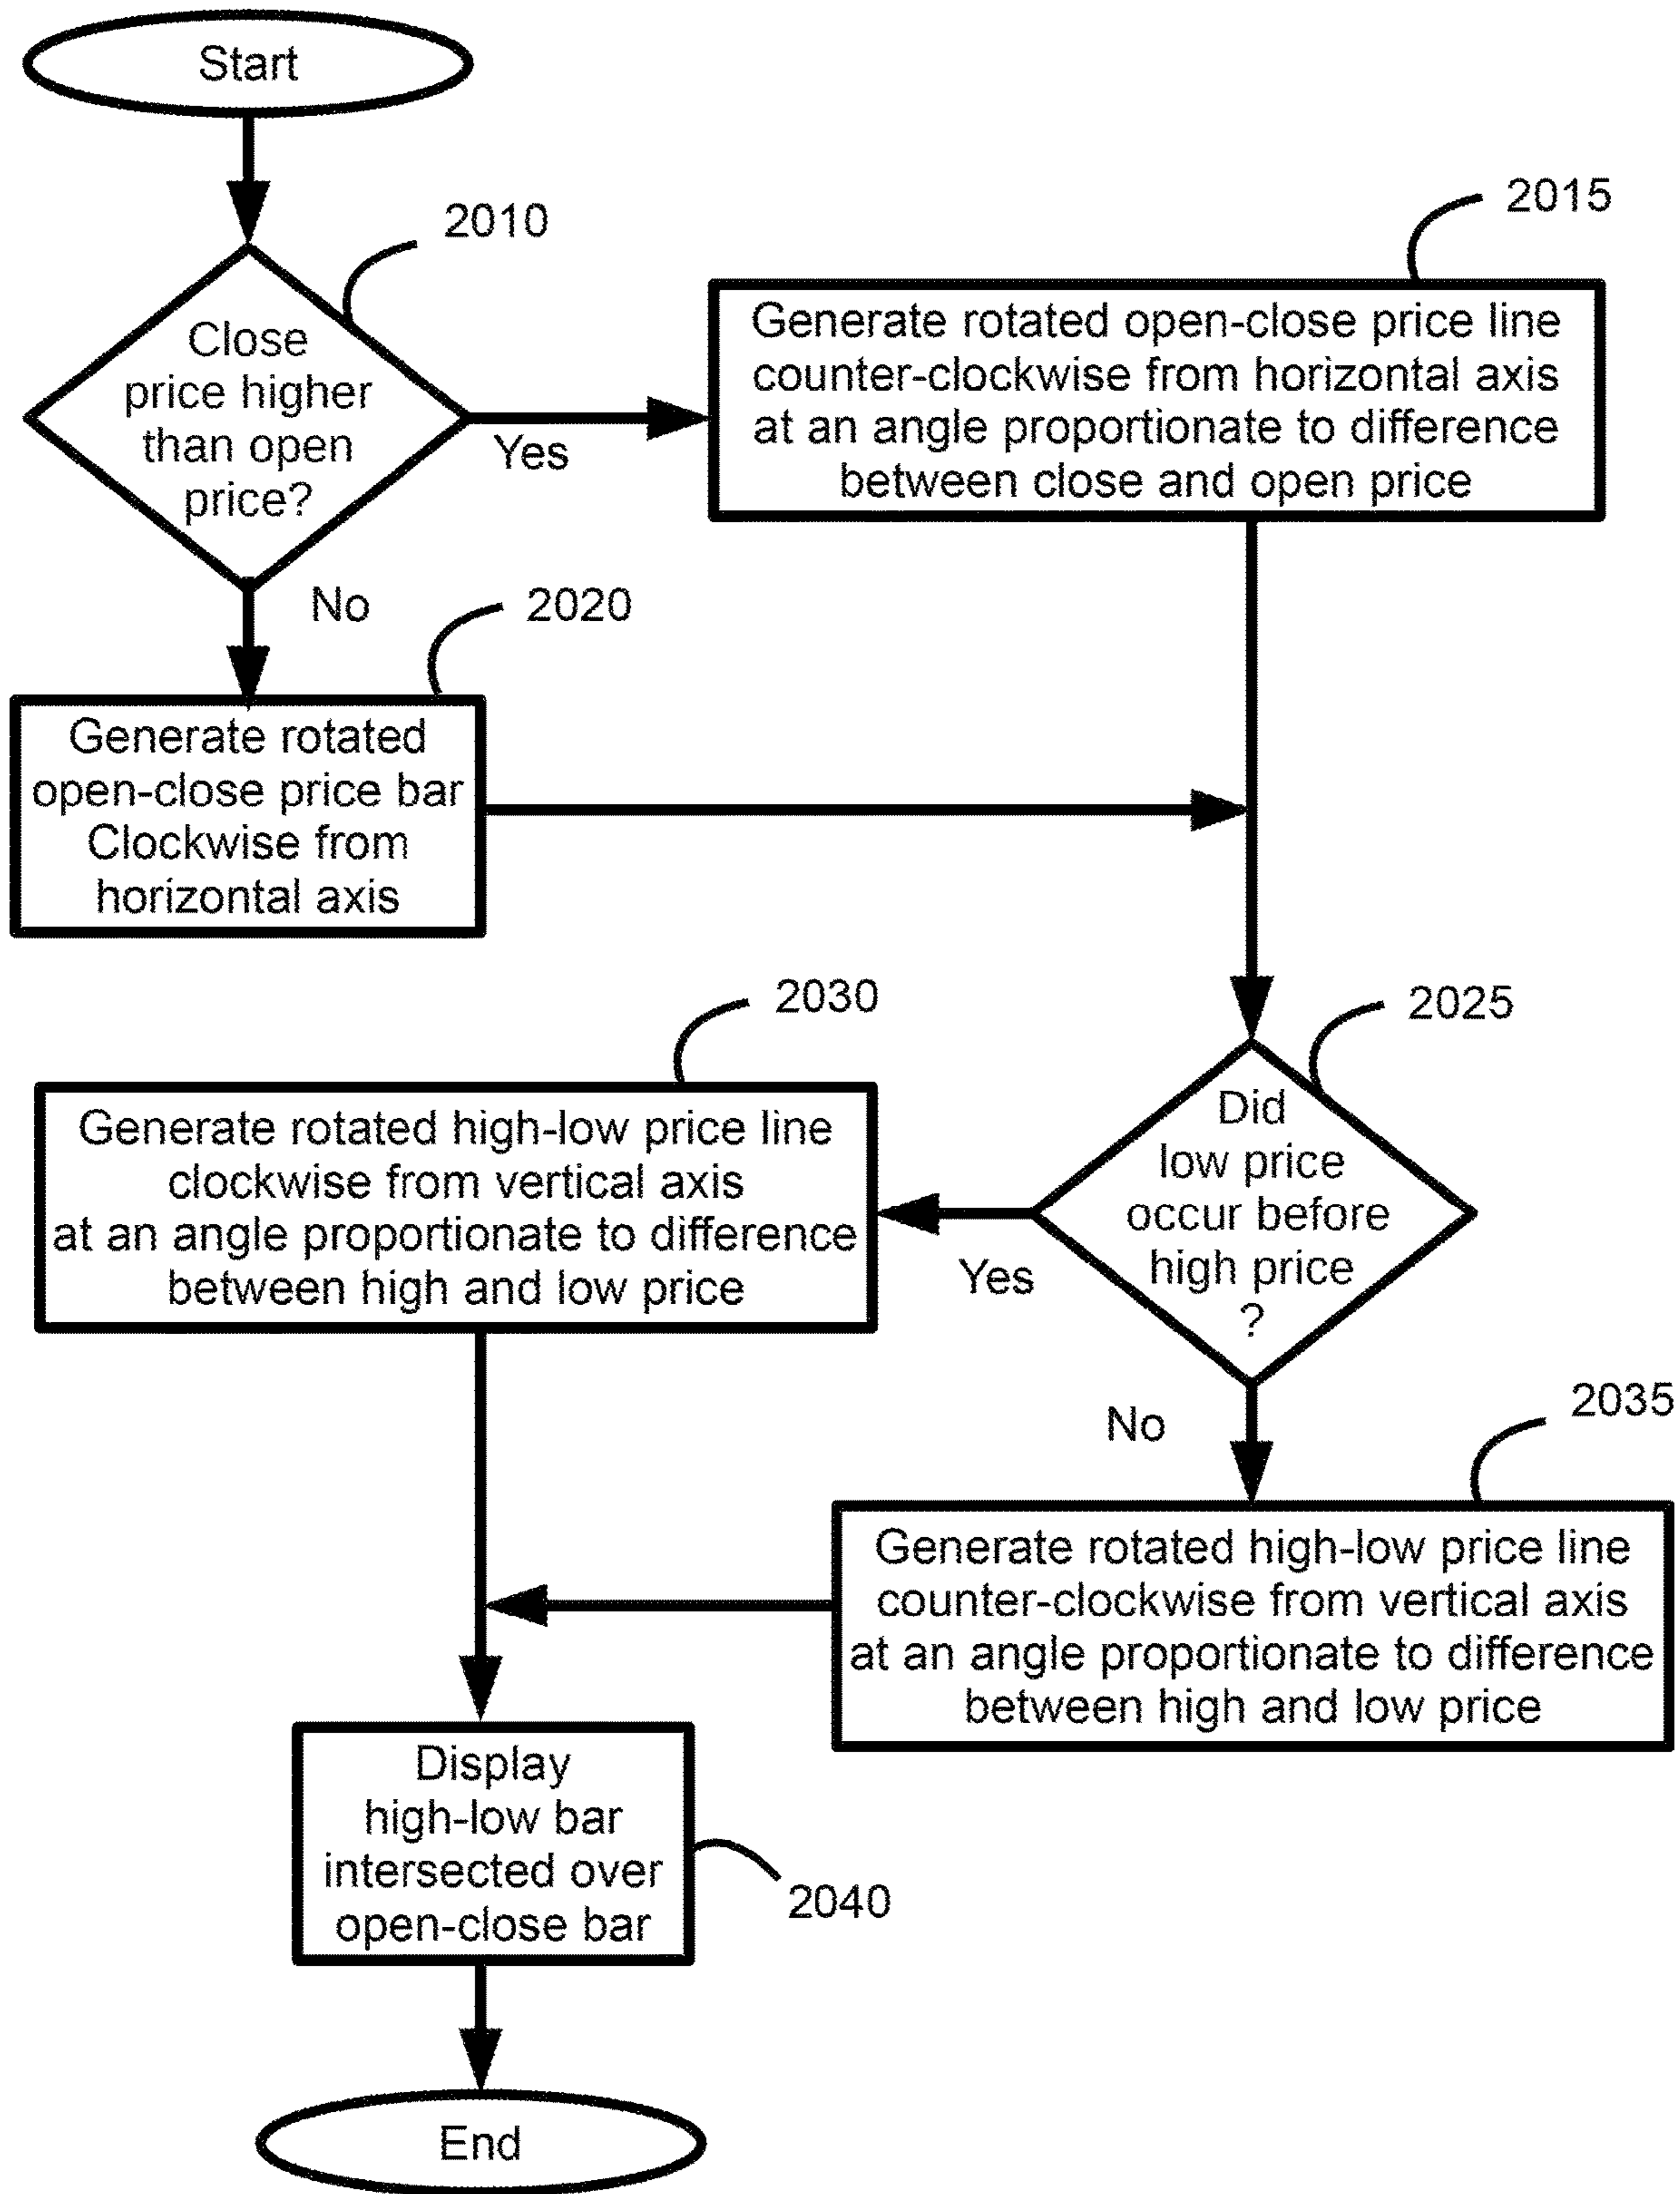 Start
2010
Close
price higher
than open
price?
Yes
2015
Generate rotated open-close price line
counter-clockwise from horizontal axis
at an angle proportionate to difference
between close and open price
No
2020
Generate rotated
open-close price bar
Clockwise from
horizontal axis
2025
Did
low price
occur before
high price
?
Yes
2030
Generate rotated high-low price line
clockwise from vertical axis
at an angle proportionate to difference
between high and low price
No
2035
Generate rotated high-low price line
counter-clockwise from vertical axis
at an angle proportionate to difference
between high and low price
Display
high-low bar
intersected over
open-close bar
2040
End